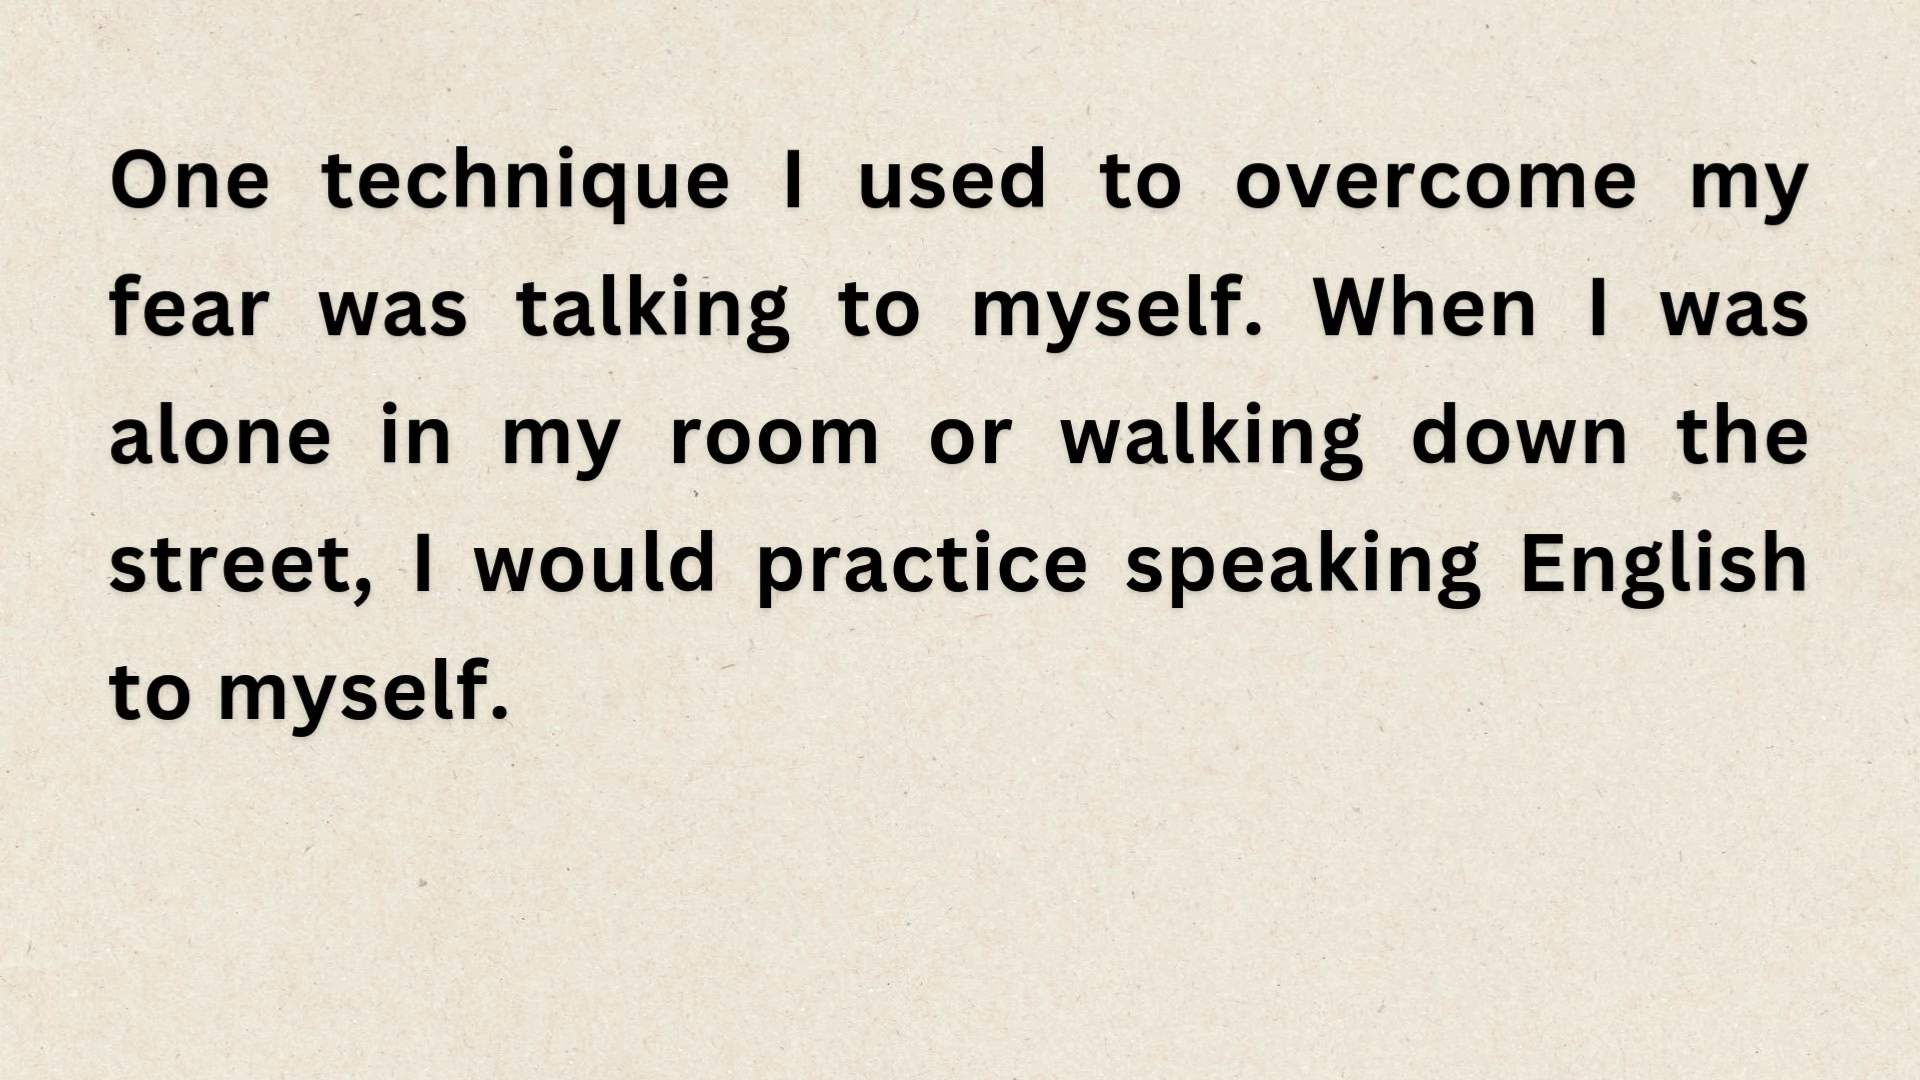 One technique I used to overcome my
fear was talking to myself. When I was
alone in my room or walking down the
street, I would practice speaking English
to myself.